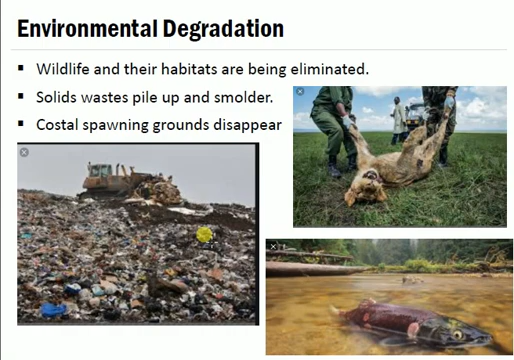 Environmental Degradation
Wildlife and their habitats are being eliminated.
Solids wastes pile up and smolder.
Costal spawning grounds disappear